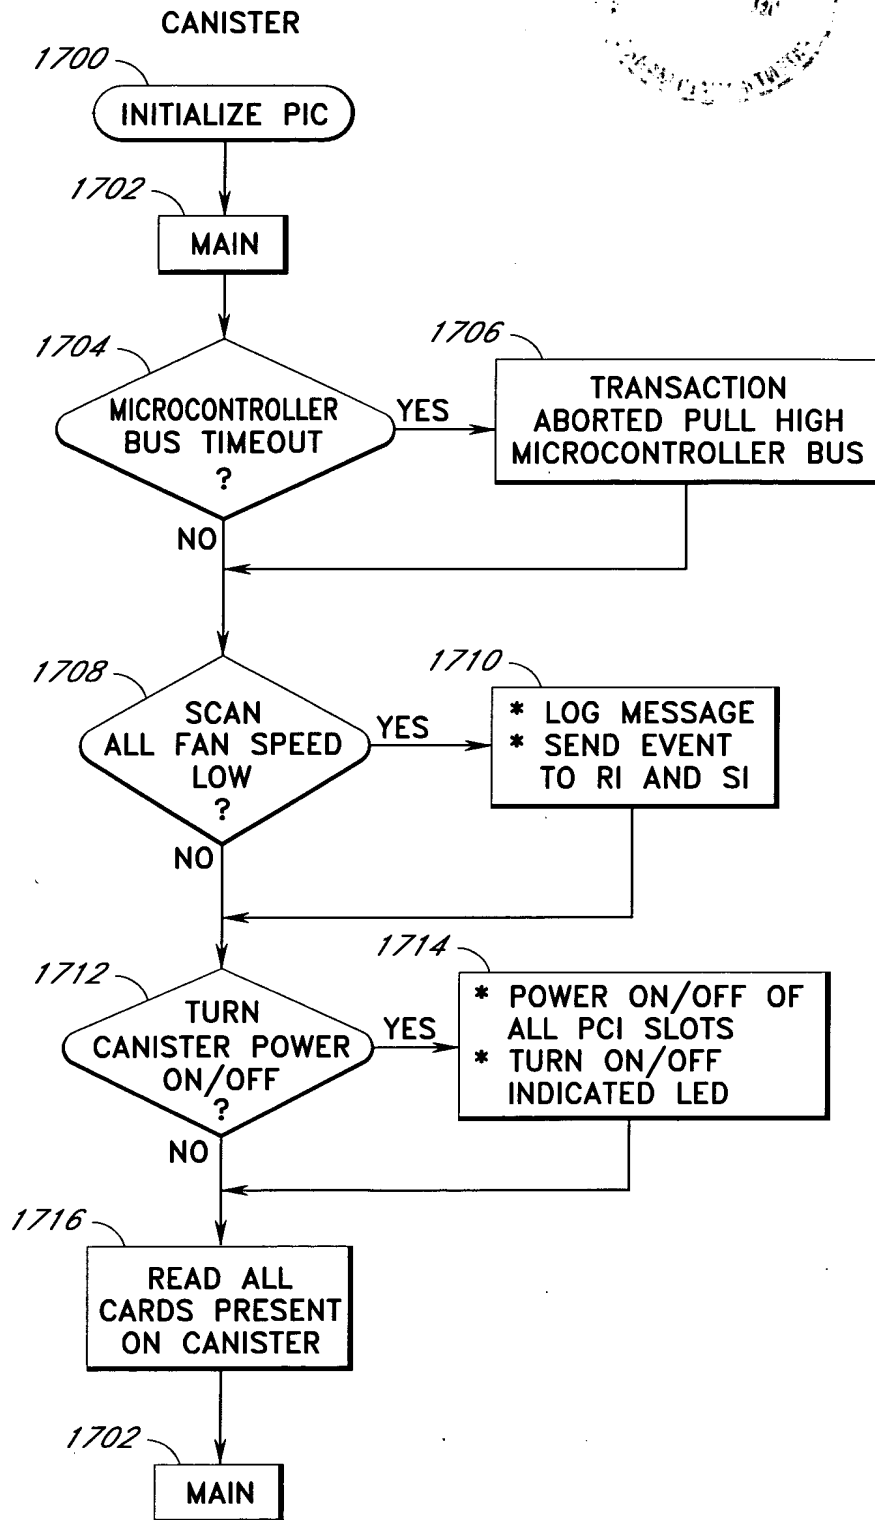 CANISTER
1700
INITIALIZE PIC
1702
MAIN
1704
MICROCONTROLLER
BUS TIMEOUT
?
YES
NO
1706
TRANSACTION
ABORTED PULL HIGH
MICROCONTROLLER BUS
1708
SCAN
ALL FAN SPEED
LOW
?
YES
NO
1710
* LOG MESSAGE
* SEND EVENT
TO RI AND SI
1712
TURN
CANISTER POWER
ON/OFF
?
YES
NO
1714
* POWER ON/OFF OF
ALL PCI SLOTS
* TURN ON/OFF
INDICATED LED
1716
READ ALL
CARDS PRESENT
ON CANISTER
1702
MAIN